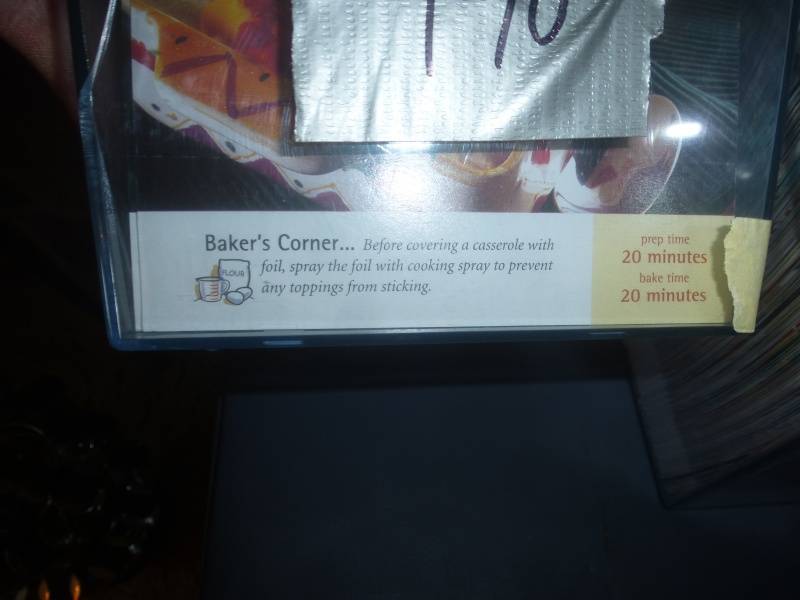 Baker's Corner... Before covering a casserole with
foil, spray the foil with cooking spray to prevent
any toppings from sticking.
FLOUR
prep time
20 minutes
bake time
20 minutes